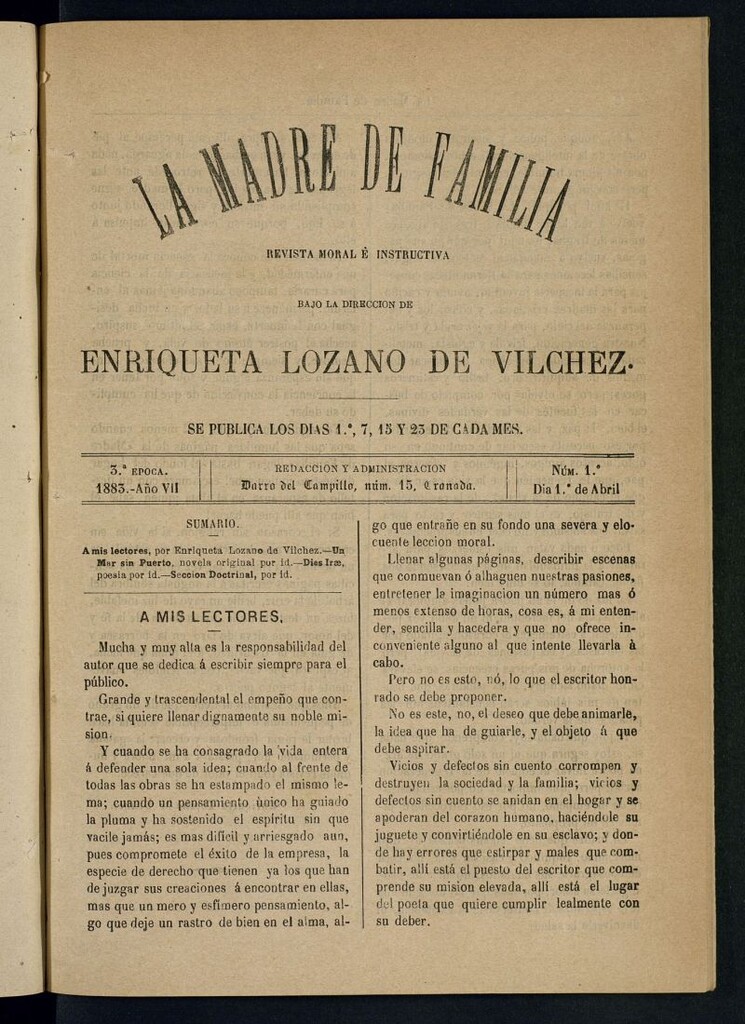 LA MADRE DE FAMILIA
REVISTA MORAL É INSTRUCTIVA
BAJO LA DIRECCION DE
ENRIQUETA LOZANO DE VILCHEZ.
SE PUBLICA LOS DIAS 1.º, 7, 15 Y 23 DE CADA MES.
3.ª EPOCA.
1883.-Año VII
REDACCION Y ADMINISTRACION
Darro del Campillo, núm. 15, Granada.
Núm. 1.º
Dia 1.º de Abril
SUMARIO.
A mis lectores, por Enriqueta Lozano de Vilchez.—Un
Mar sin Puerto, novela original por id.—Dies Iræ,
poesia por id.—Seccion Doctrinal, por id.
A MIS LECTORES.
Mucha y muy alta es la responsabilidad del
autor que se dedica á escribir siempre para el
público.
Grande y trascendental el empeño que con-
trae, si quiere llenar dignamente su noble mi-
sion.
Y cuando se ha consagrado la vida entera
á defender una sola idea; cuando al frente de
todas las obras se ha estampado el mismo le-
ma; cuando un pensamiento único ha guiado
la pluma y ha sostenido el espíritu sin que
vacile jamás; es mas difícil y arriesgado aun,
pues compromete el éxito de la empresa, la
especie de derecho que tienen ya los que han
de juzgar sus creaciones á encontrar en ellas,
mas que un mero y esfímero pensamiento, al-
go que deje un rastro de bien en el alma, al-
go que entrañe en su fondo una severa y elo-
cuente leccion moral.
Llenar algunas páginas, describir escenas
que conmuevan ó alhaguen nuestras pasiones,
entretener la imaginacion un número mas ó
menos extenso de horas, cosa es, á mi enten-
der, sencilla y hacedera y que no ofrece in-
conveniente alguno al que intente llevarla à
cabo.
Pero no es esto, nó, lo que el escritor hon-
rado se debe proponer.
No es este, no, el deseo que debe animarle,
la idea que ha de guiarle, y el objeto á que
debe aspirar.
Vicios y defectos sin cuento corrompen y
destruyen la sociedad y la familia; vicios y
defectos sin cuento se anidan en el hogar y se
apoderan del corazon humano, haciéndole su
juguete y convirtiéndole en su esclavo; y don-
de hay errores que estirpar y males que com-
batir, allí está el puesto del escritor que com-
prende su mision elevada, allí está el lugar
del poeta que quiere cumplir lealmente con
su deber.